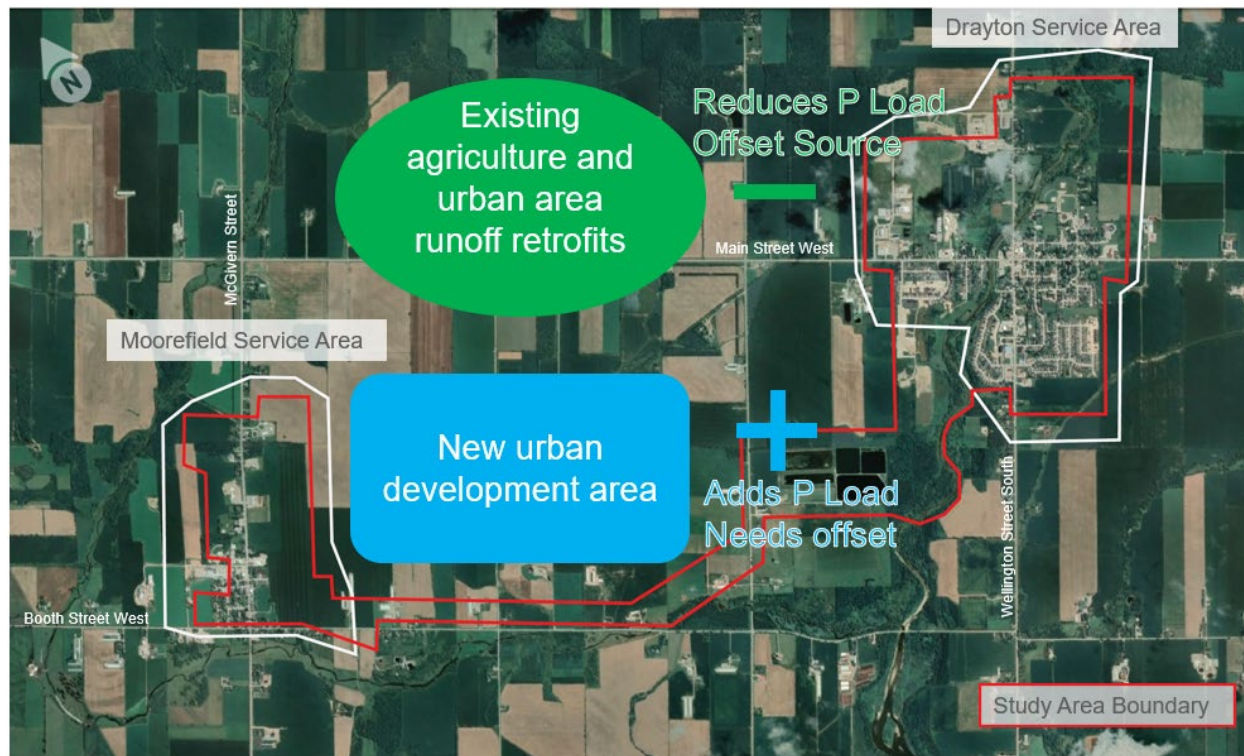 Drayton Service Area
N
Existing
agriculture and
urban area
runoff retrofits
Reduces P Load
Offset Source
McGivern Street
Main Street West
Moorefield Service Area
New urban
development area
Adds P Load
Needs offset
Wellington Street South
Booth Street West
Study Area Boundary